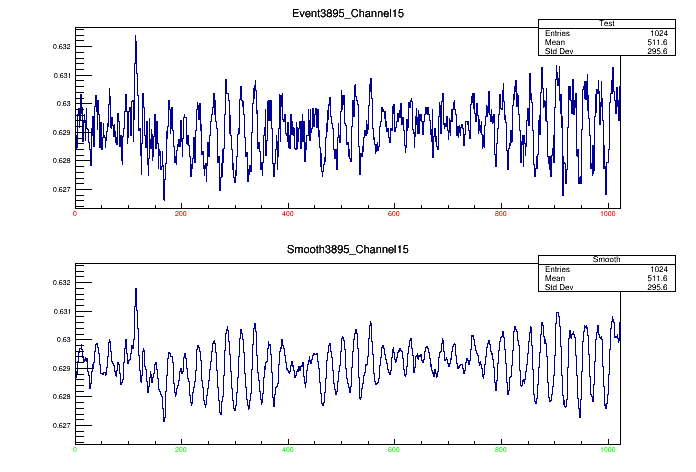 Event3895_Channel15
Test
Entries 1024
Mean 511.6
Std Dev 295.6
0.632
0.631
0.63
0.629
0.628
0.627
0 200 400 600 800 1000
Smooth3895_Channel15
Smooth
Entries 1024
Mean 511.6
Std Dev 295.6
0.632
0.631
0.63
0.629
0.628
0.627
0 200 400 600 800 1000